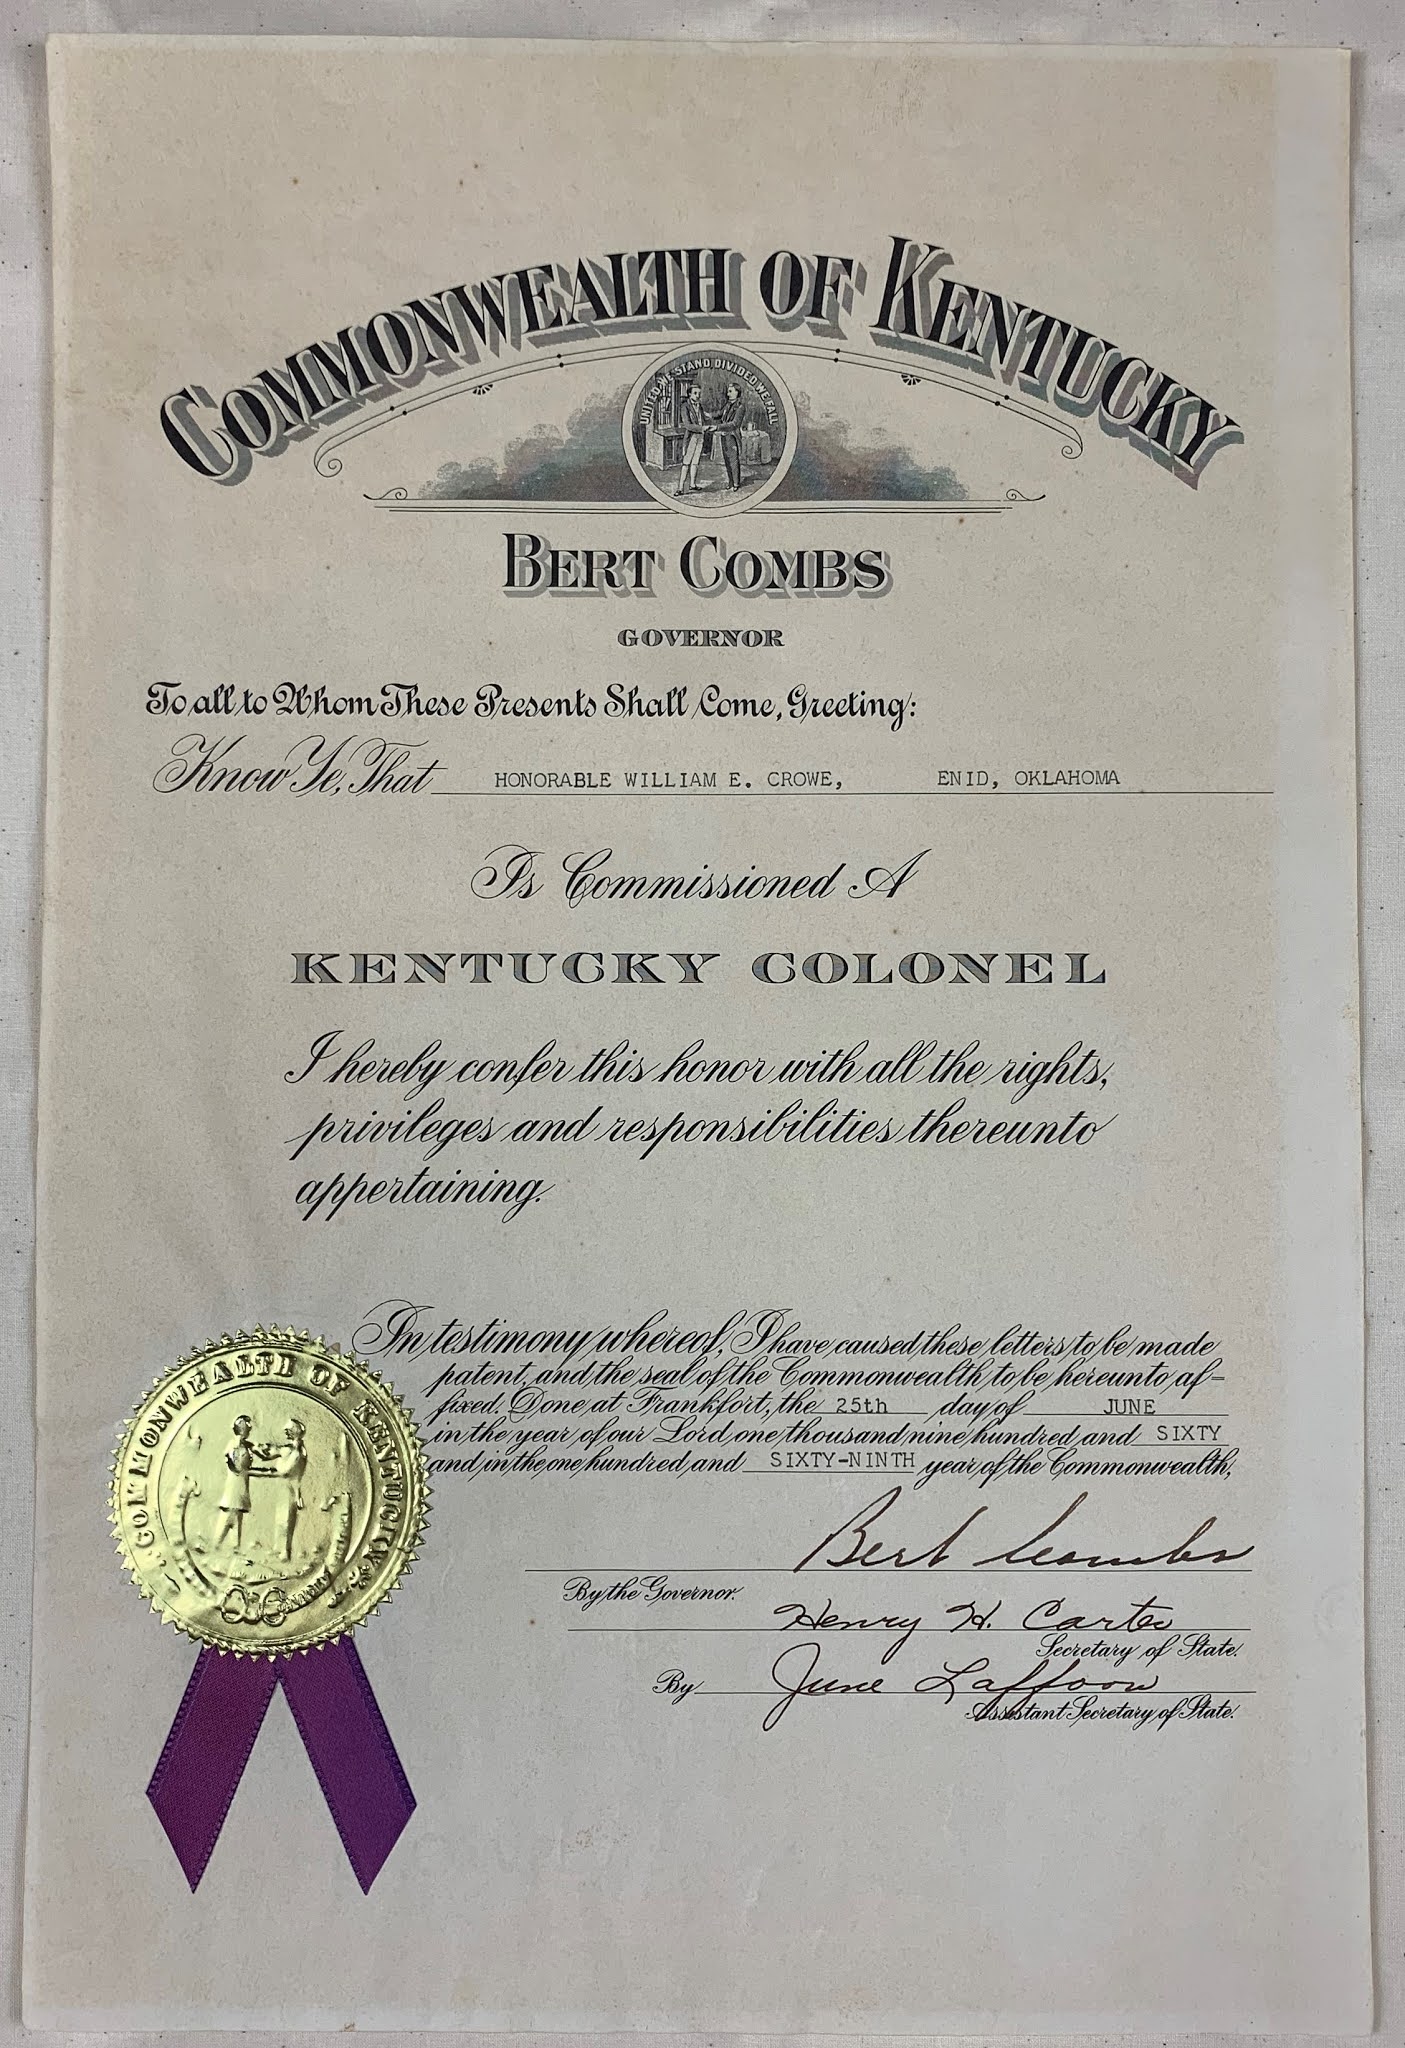 COMMONWEALTH OF KENTUCKY
UNITED WE STAND, DIVIDED WE FALL
BERT COMBS
GOVERNOR
To all to Whom These Presents Shall Come, Greeting:
Know Ye, That HONORABLE WILLIAM E. CROWE, ENID, OKLAHOMA
Is Commissioned A
KENTUCKY COLONEL
I hereby confer this honor with all the rights,
privileges and responsibilities thereunto
appertaining.
In testimony whereof, I have caused these letters to be made
patent, and the seal of the Commonwealth to be hereunto af-
fixed. Done at Frankfort, the 25th day of JUNE
in the year of our Lord one thousand nine hundred and SIXTY
and in the one hundred and SIXTY-NINTH year of the Commonwealth,
COMMONWEALTH OF KENTUCKY
Bert Combs
By the Governor.
Henry H. Carter
Secretary of State.
By June Laffoon
Assistant Secretary of State.